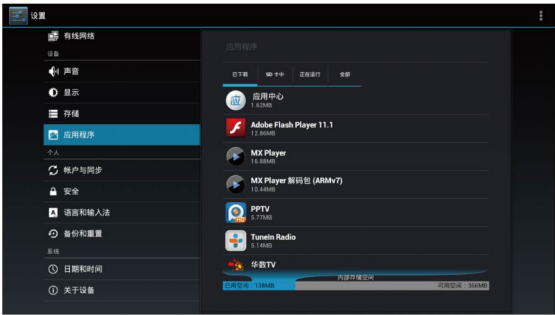 设置
有线网络
设备
声音
显示
存储
应用程序
个人
帐户与同步
安全
语言和输入法
备份和重置
系统
日期和时间
关于设备
应用程序
已下载 SD 卡中 正在运行 全部
应用中心
1.62MB
Adobe Flash Player 11.1
12.86MB
MX Player
16.88MB
MX Player 解码包 (ARMv7)
10.44MB
PPTV
5.77MB
TuneIn Radio
5.14MB
华数TV
内部存储空间
已用空间：138MB 可用空间：366MB